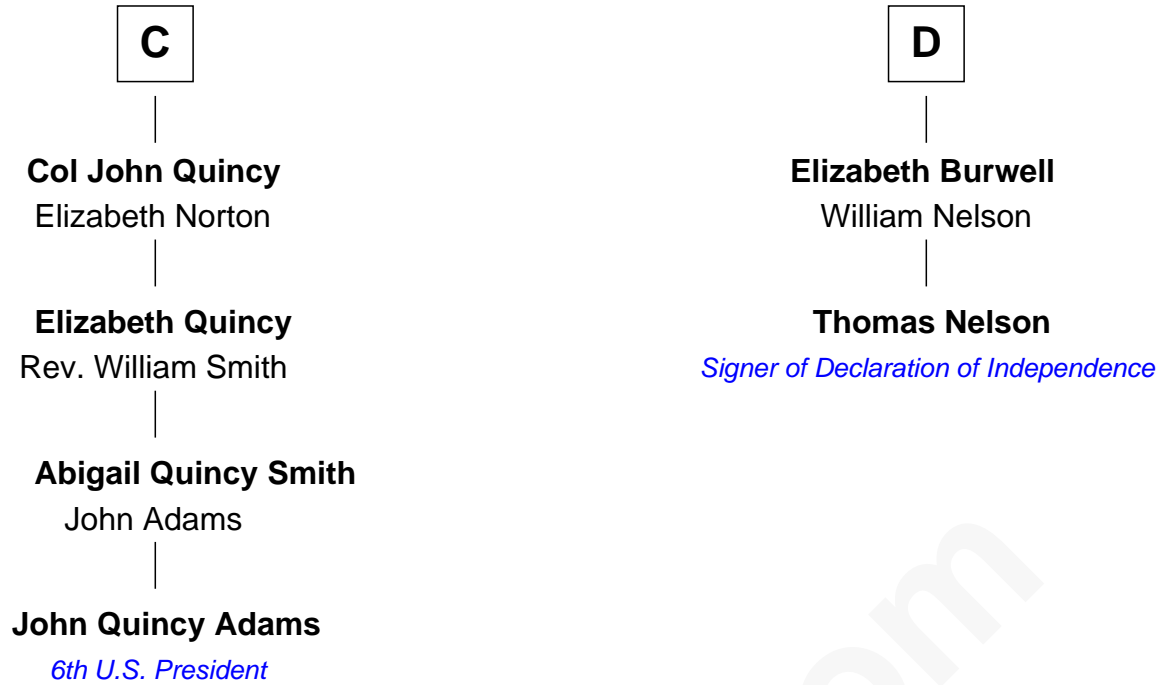 C
Col John Quincy
Elizabeth Norton
Elizabeth Quincy
Rev. William Smith
Abigail Quincy Smith
John Adams
John Quincy Adams
6th U.S. President
D
Elizabeth Burwell
William Nelson
Thomas Nelson
Signer of Declaration of Independence
om